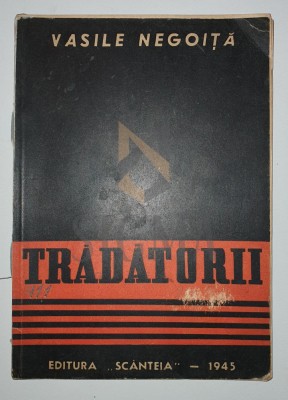 VASILE NEGOIȚĂ
TRĂDĂTORII
EDITURA „SCÂNTEIA" — 1945